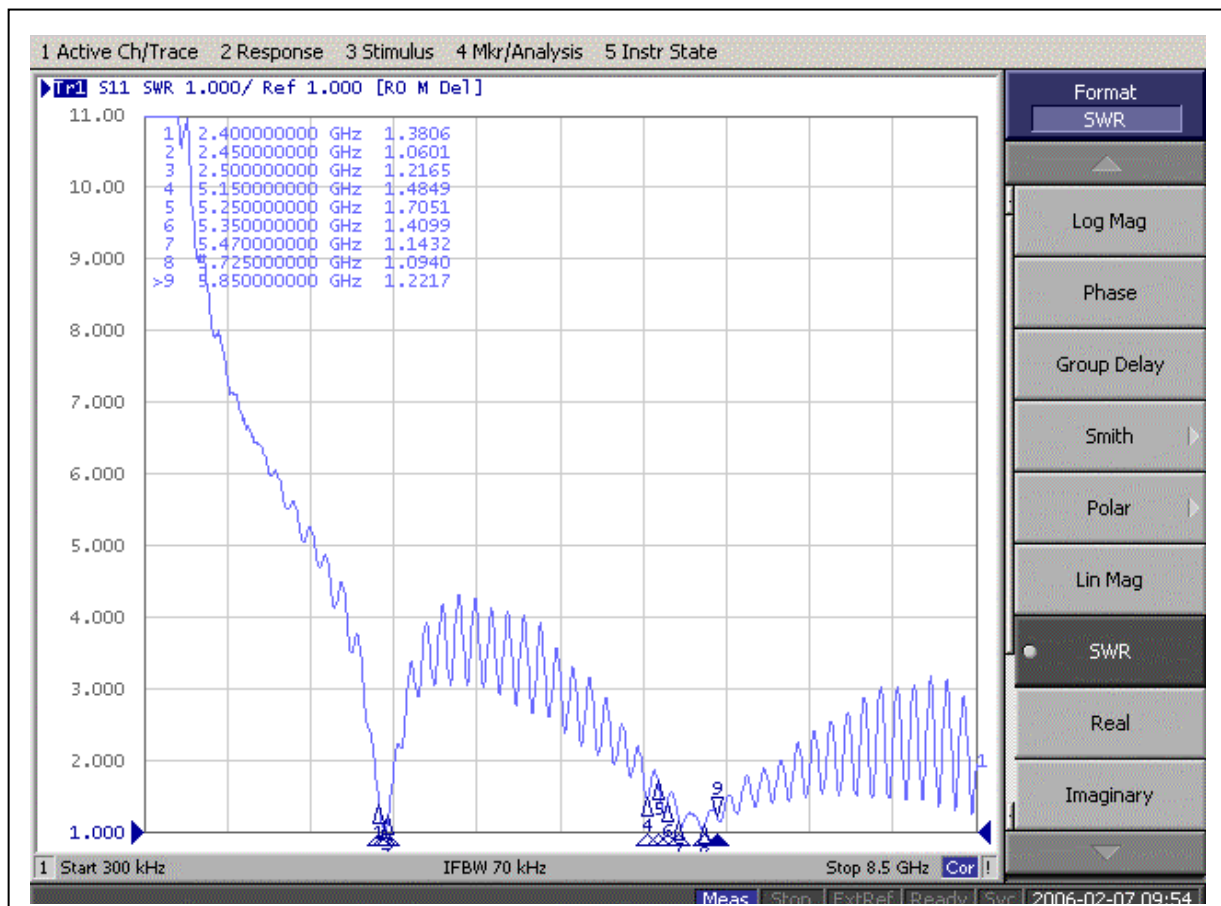 1 Active Ch/Trace 2 Response 3 Stimulus 4 Mkr/Analysis 5 Instr State
Tr1 S11 SWR 1.000/ Ref 1.000 [RO M Del]
11.00
10.00
9.000
8.000
7.000
6.000
5.000
4.000
3.000
2.000
1.000
1 2.400000000 GHz 1.3806
2 2.450000000 GHz 1.0601
3 2.500000000 GHz 1.2165
4 5.150000000 GHz 1.4849
5 5.250000000 GHz 1.7051
6 5.350000000 GHz 1.4099
7 5.470000000 GHz 1.1432
8 5.725000000 GHz 1.0940
>9 5.850000000 GHz 1.2217
4
5
6
9
1
1 Start 300 kHz IFBW 70 kHz Stop 8.5 GHz Cor !
Format
SWR
Log Mag
Phase
Group Delay
Smith
Polar
Lin Mag
SWR
Real
Imaginary
Meas Stop ExtRef Ready Svc 2006-02-07 09:54